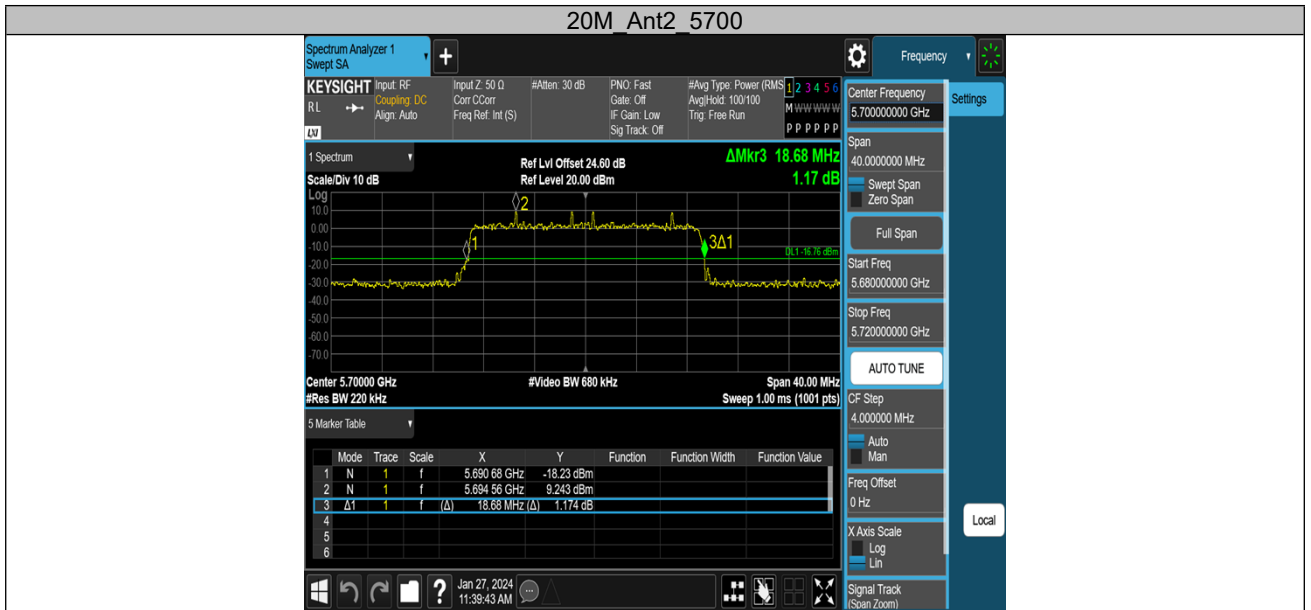 20M_Ant2_5700
Spectrum Analyzer 1
Swept SA
Frequency
KEYSIGHT
RL
LXI
Input: RF
Coupling: DC
Align: Auto
Input Z: 50 Ω
Corr CCorr
Freq Ref: Int (S)
#Atten: 30 dB
PNO: Fast
Gate: Off
IF Gain: Low
Sig Track: Off
#Avg Type: Power (RMS
Avg|Hold: 100/100
Trig: Free Run
1 2 3 4 5 6
M W W W W W
P P P P P P
1 Spectrum
Scale/Div 10 dB
Ref Lvl Offset 24.60 dB
Ref Level 20.00 dBm
ΔMkr3 18.68 MHz
1.17 dB
Log
10.0
0.00
-10.0
-20.0
-30.0
-40.0
-50.0
-60.0
-70.0
2
1
3Δ1
DL1 -16.76 dBm
Center 5.70000 GHz
#Video BW 680 kHz
Span 40.00 MHz
#Res BW 220 kHz
Sweep 1.00 ms (1001 pts)
5 Marker Table
Mode Trace Scale X Y Function Function Width Function Value
1 N 1 f 5.690 68 GHz -18.23 dBm
2 N 1 f 5.694 56 GHz 9.243 dBm
3 Δ1 1 f (Δ) 18.68 MHz (Δ) 1.174 dB
4
5
6
Jan 27, 2024
11:39:43 AM
Center Frequency
5.700000000 GHz
Settings
Span
40.0000000 MHz
Swept Span
Zero Span
Full Span
Start Freq
5.680000000 GHz
Stop Freq
5.720000000 GHz
AUTO TUNE
CF Step
4.000000 MHz
Auto
Man
Freq Offset
0 Hz
X Axis Scale
Log
Lin
Local
Signal Track
(Span Zoom)